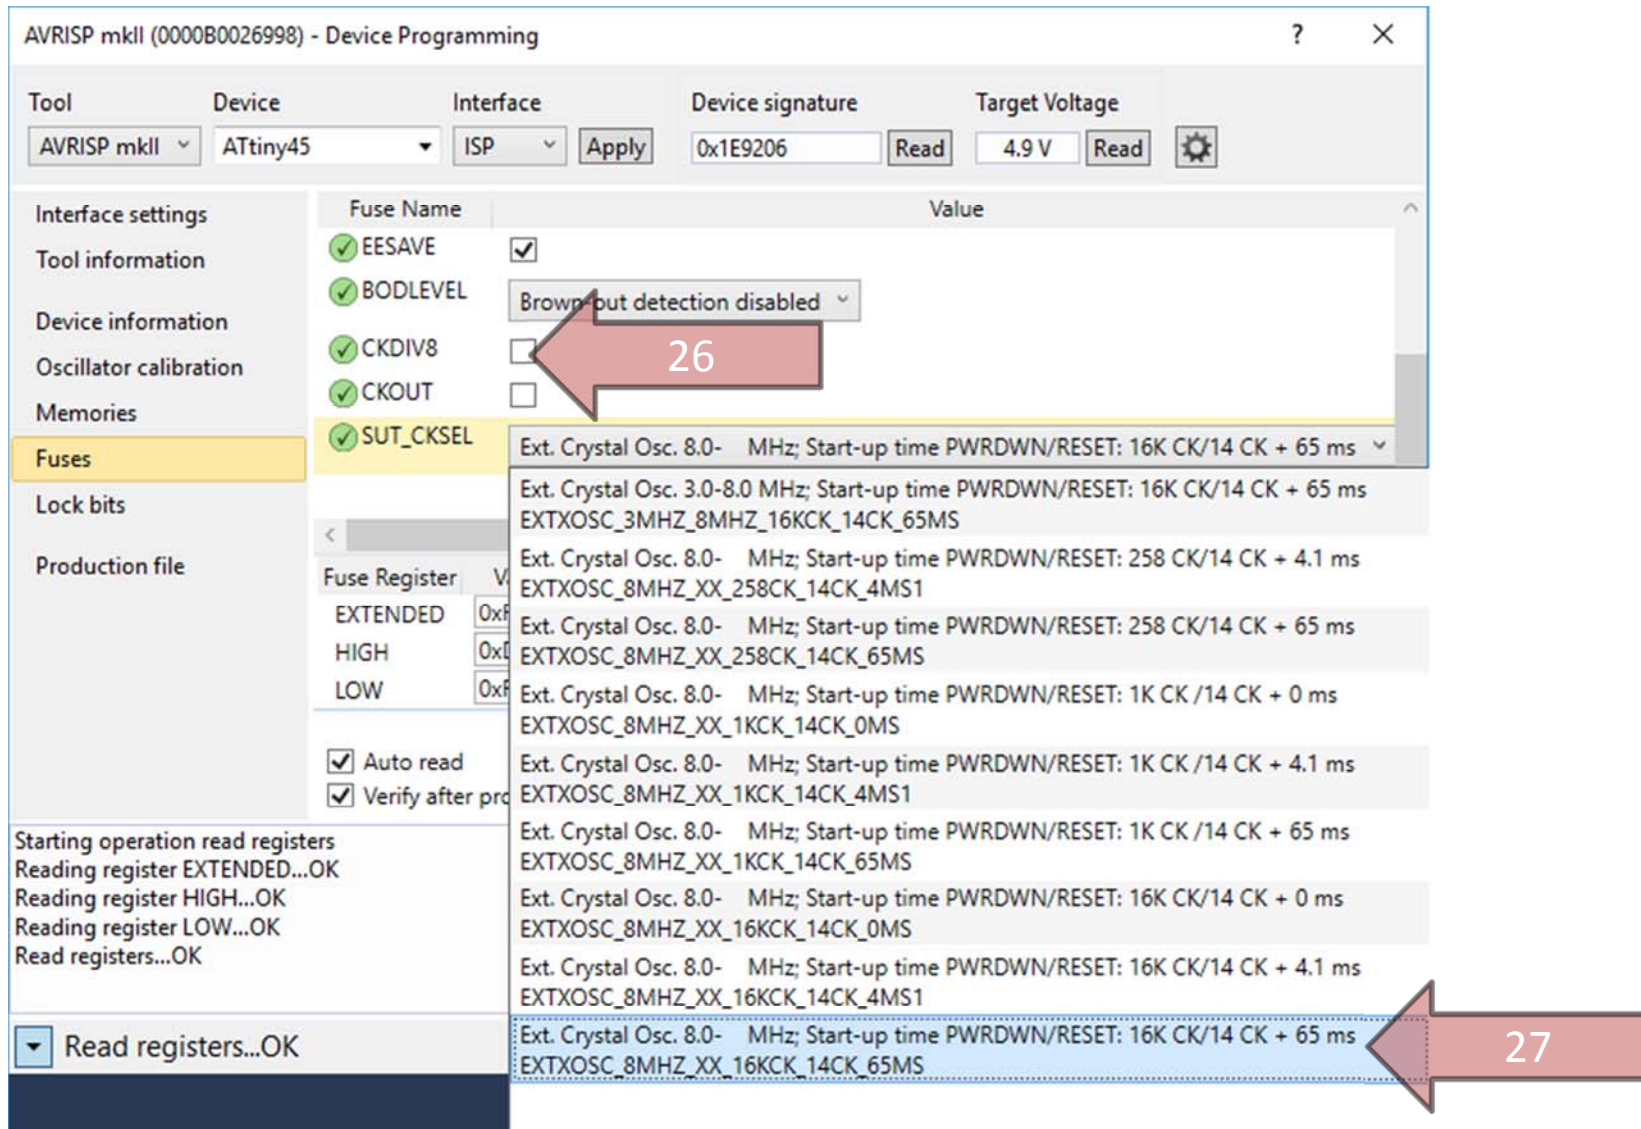 AVRISP mkII (0000B0026998) - Device Programming ?
Tool Device Interface Device signature Target Voltage
AVRISP mkII ATtiny45 ISP Apply 0x1E9206 Read 4.9 V Read
Interface settings
Tool information
Device information
Oscillator calibration
Memories
Fuses
Lock bits
Production file
Fuse Name Value
EESAVE
BODLEVEL Brown-out detection disabled
CKDIV8
26
CKOUT
SUT_CKSEL Ext. Crystal Osc. 8.0- MHz; Start-up time PWRDWN/RESET: 16K CK/14 CK + 65 ms
Ext. Crystal Osc. 3.0-8.0 MHz; Start-up time PWRDWN/RESET: 16K CK/14 CK + 65 ms
EXTXOSC_3MHZ_8MHZ_16KCK_14CK_65MS
Ext. Crystal Osc. 8.0- MHz; Start-up time PWRDWN/RESET: 258 CK/14 CK + 4.1 ms
EXTXOSC_8MHZ_XX_258CK_14CK_4MS1
Ext. Crystal Osc. 8.0- MHz; Start-up time PWRDWN/RESET: 258 CK/14 CK + 65 ms
EXTXOSC_8MHZ_XX_258CK_14CK_65MS
Ext. Crystal Osc. 8.0- MHz; Start-up time PWRDWN/RESET: 1K CK /14 CK + 0 ms
EXTXOSC_8MHZ_XX_1KCK_14CK_0MS
Ext. Crystal Osc. 8.0- MHz; Start-up time PWRDWN/RESET: 1K CK /14 CK + 4.1 ms
EXTXOSC_8MHZ_XX_1KCK_14CK_4MS1
Ext. Crystal Osc. 8.0- MHz; Start-up time PWRDWN/RESET: 1K CK /14 CK + 65 ms
EXTXOSC_8MHZ_XX_1KCK_14CK_65MS
Ext. Crystal Osc. 8.0- MHz; Start-up time PWRDWN/RESET: 16K CK/14 CK + 0 ms
EXTXOSC_8MHZ_XX_16KCK_14CK_0MS
Ext. Crystal Osc. 8.0- MHz; Start-up time PWRDWN/RESET: 16K CK/14 CK + 4.1 ms
EXTXOSC_8MHZ_XX_16KCK_14CK_4MS1
Ext. Crystal Osc. 8.0- MHz; Start-up time PWRDWN/RESET: 16K CK/14 CK + 65 ms
EXTXOSC_8MHZ_XX_16KCK_14CK_65MS
27
Fuse Register
EXTENDED
HIGH
LOW
Auto read
Verify after
Starting operation read registers
Reading register EXTENDED...OK
Reading register HIGH...OK
Reading register LOW...OK
Read registers...OK
Read registers...OK